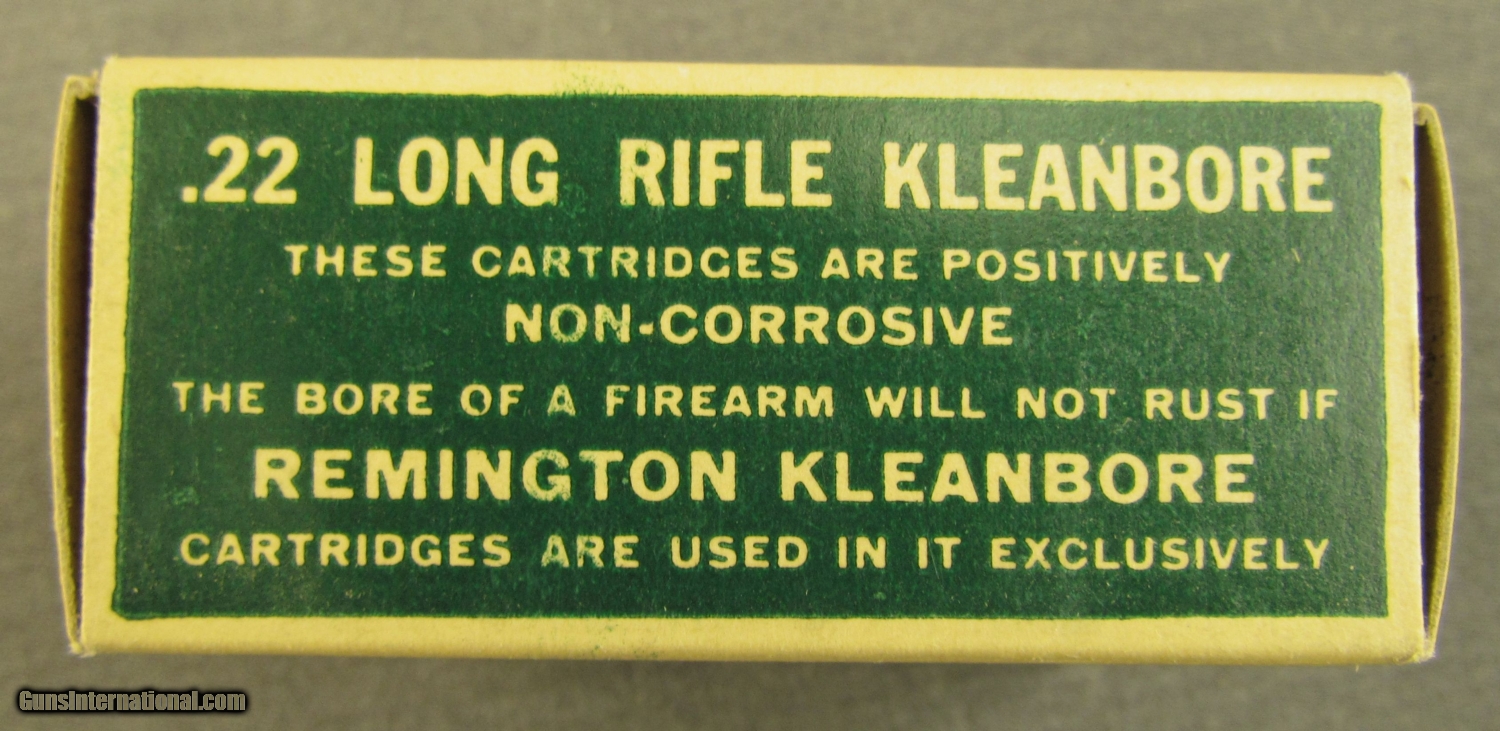 .22 LONG RIFLE KLEANBORE
THESE CARTRIDGES ARE POSITIVELY
NON-CORROSIVE
THE BORE OF A FIREARM WILL NOT RUST IF
REMINGTON KLEANBORE
CARTRIDGES ARE USED IN IT EXCLUSIVELY
GunsInternational.com